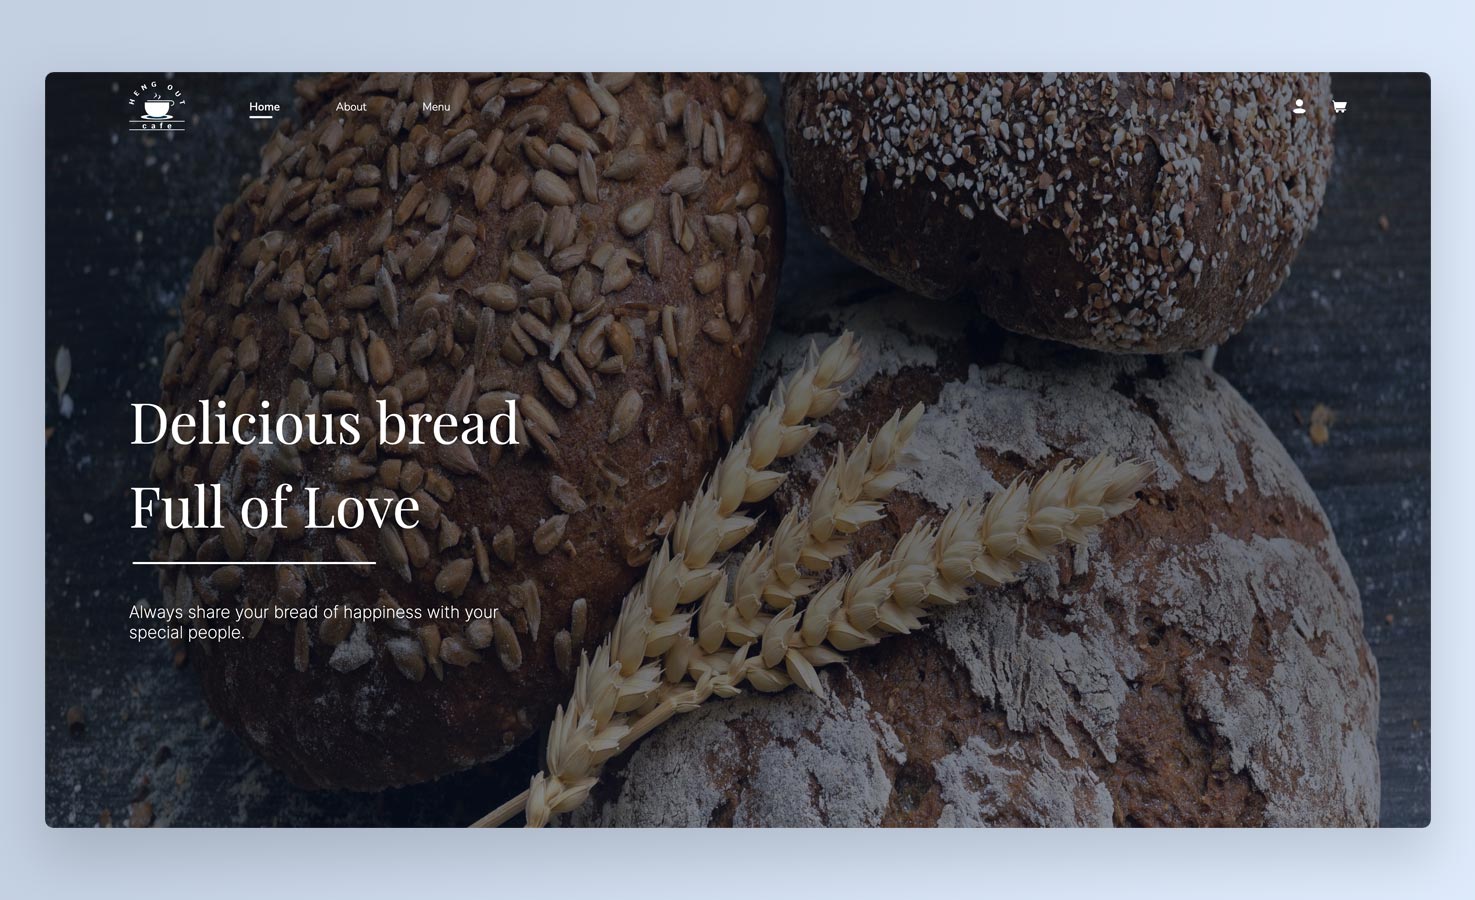 HENG OUT
cafe
Home
About
Menu
Delicious bread
Full of Love
Always share your bread of happiness with your
special people.